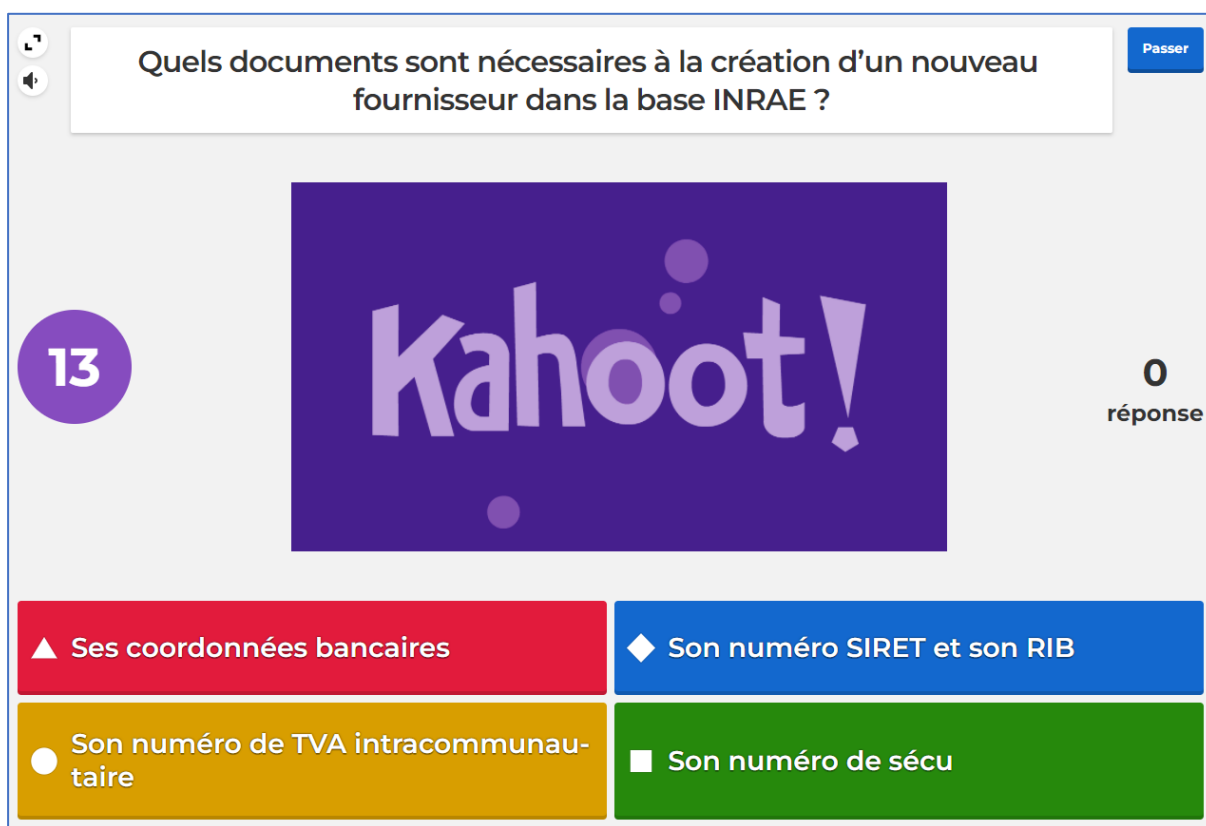 Quels documents sont nécessaires à la création d’un nouveau
fournisseur dans la base INRAE ?
Passer
Kahoot!
13
0
réponse
Ses coordonnées bancaires
Son numéro SIRET et son RIB
Son numéro de TVA intracommunau-
taire
Son numéro de sécu